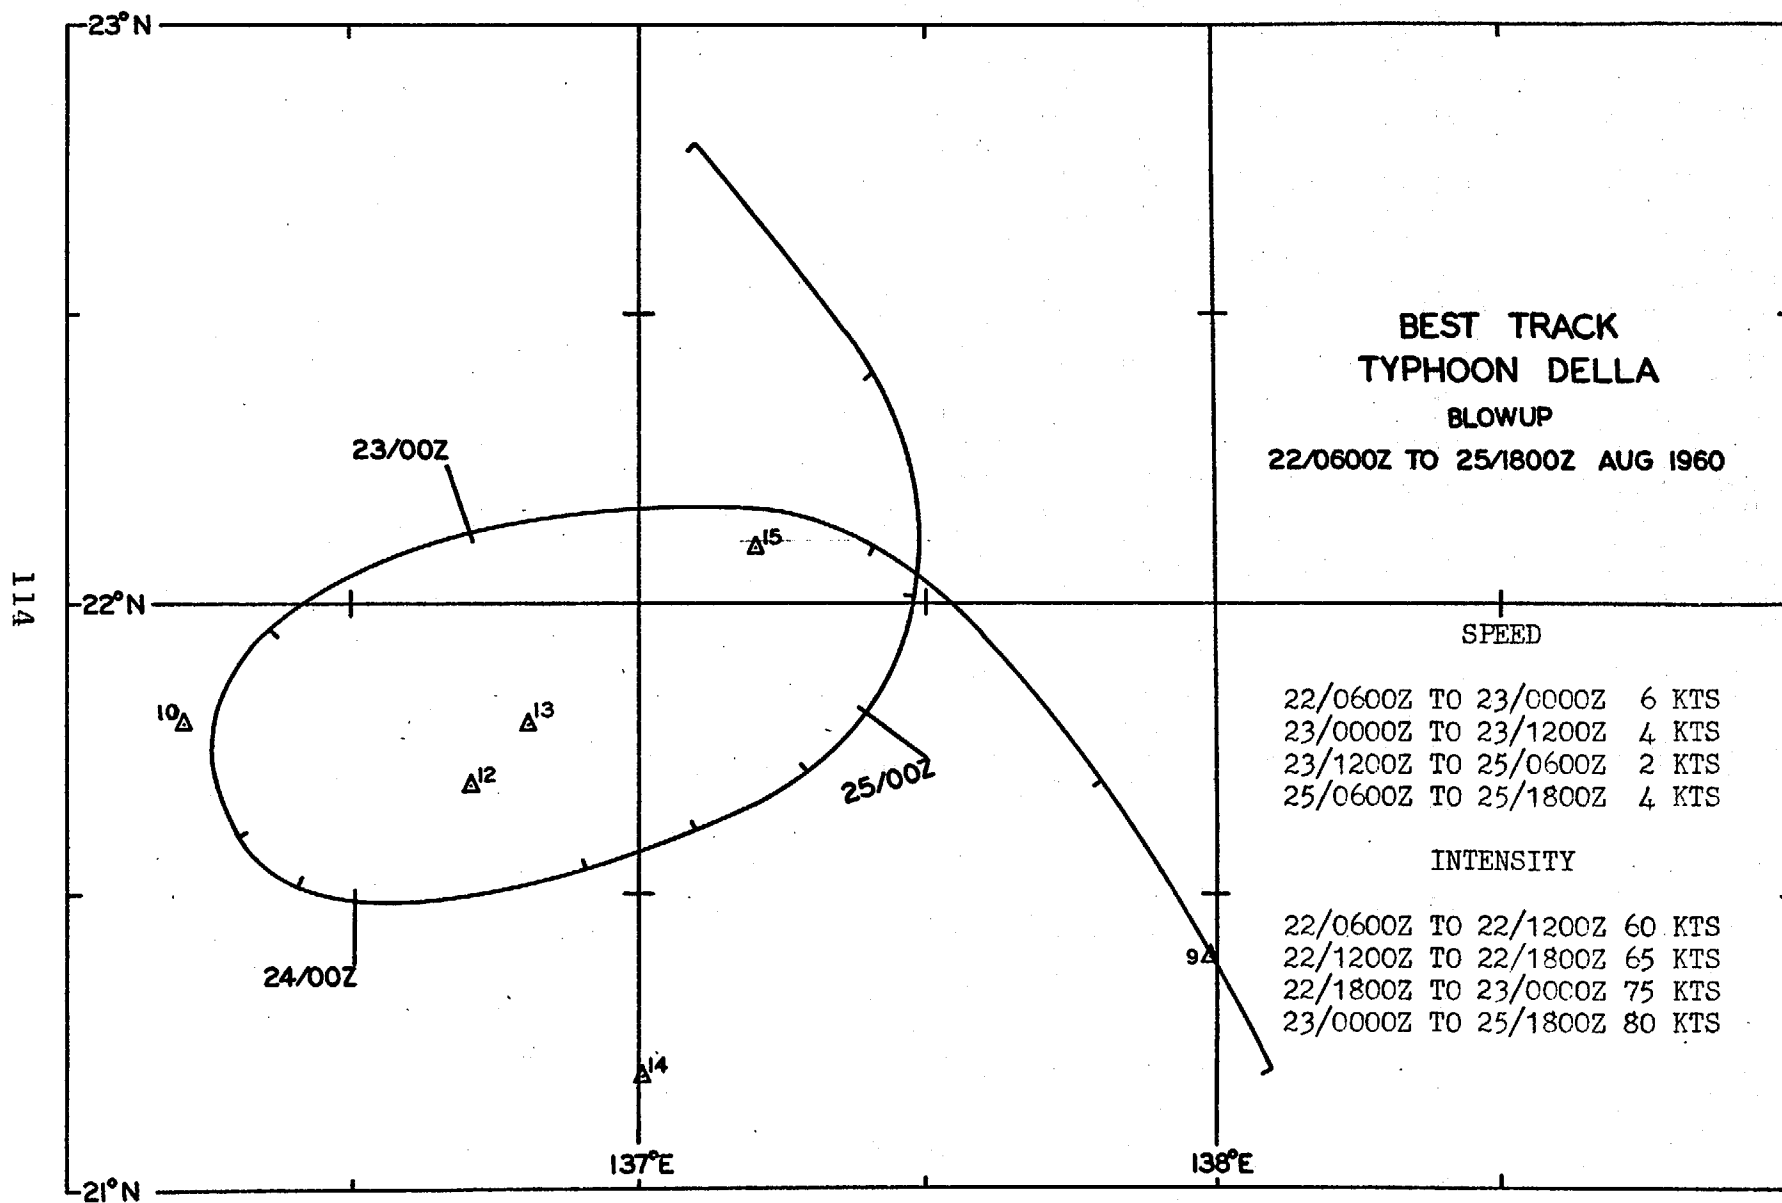 23°N
BEST TRACK
TYPHOON DELLA
BLOWUP
22/0600Z TO 25/1800Z AUG 1960
23/00Z
15
114
22°N
SPEED
22/0600Z TO 23/0000Z 6 KTS
23/0000Z TO 23/1200Z 4 KTS
23/1200Z TO 25/0600Z 2 KTS
25/0600Z TO 25/1800Z 4 KTS
10
13
12
25/00Z
INTENSITY
22/0600Z TO 22/1200Z 60 KTS
22/1200Z TO 22/1800Z 65 KTS
22/1800Z TO 23/0000Z 75 KTS
23/0000Z TO 25/1800Z 80 KTS
9
24/00Z
14
137°E
138°E
21°N